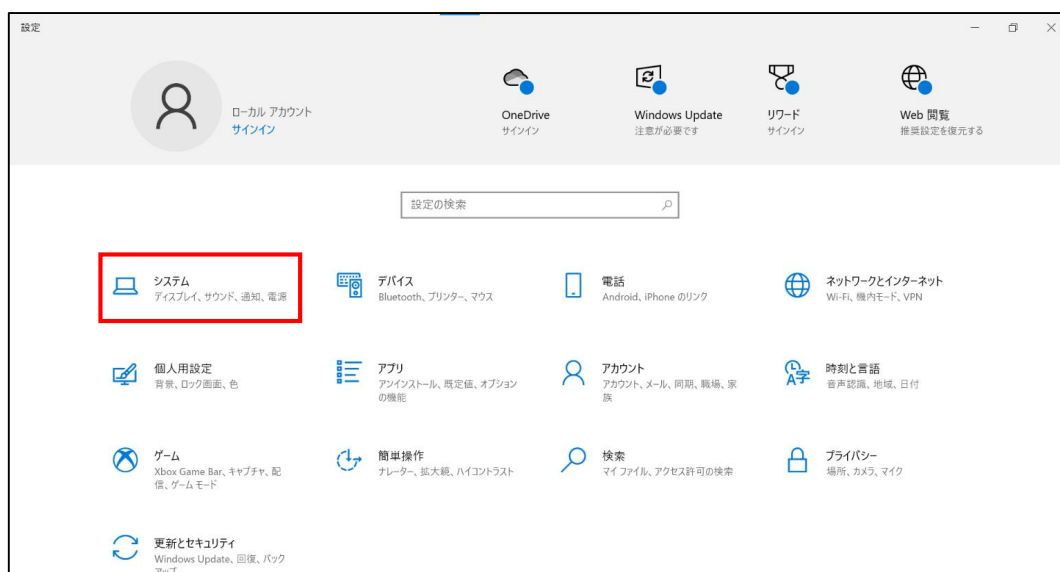 設定
ローカル アカウント
サインイン
OneDrive
サインイン
Windows Update
注意が必要です
リワード
サインイン
Web 閲覧
推奨設定を復元する
設定の検索
システム
ディスプレイ、サウンド、通知、電源
デバイス
Bluetooth、プリンター、マウス
電話
Android、iPhone のリンク
ネットワークとインターネット
Wi-Fi、機内モード、VPN
個人用設定
背景、ロック画面、色
アプリ
アンインストール、既定値、オプション
の機能
アカウント
アカウント、メール、同期、職場、家
族
時刻と言語
音声認識、地域、日付
ゲーム
Xbox Game Bar、キャプチャ、配
信、ゲーム モード
簡単操作
ナレーター、拡大鏡、ハイコントラスト
検索
マイ ファイル、アクセス許可の検索
プライバシー
場所、カメラ、マイク
更新とセキュリティ
Windows Update、回復、バック
アップ